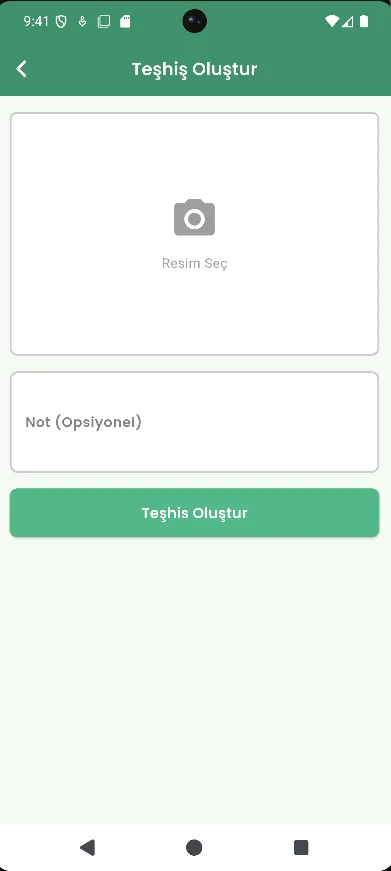 9:41
Teşhiş Oluştur
Resim Seç
Not (Opsiyonel)
Teşhis Oluştur